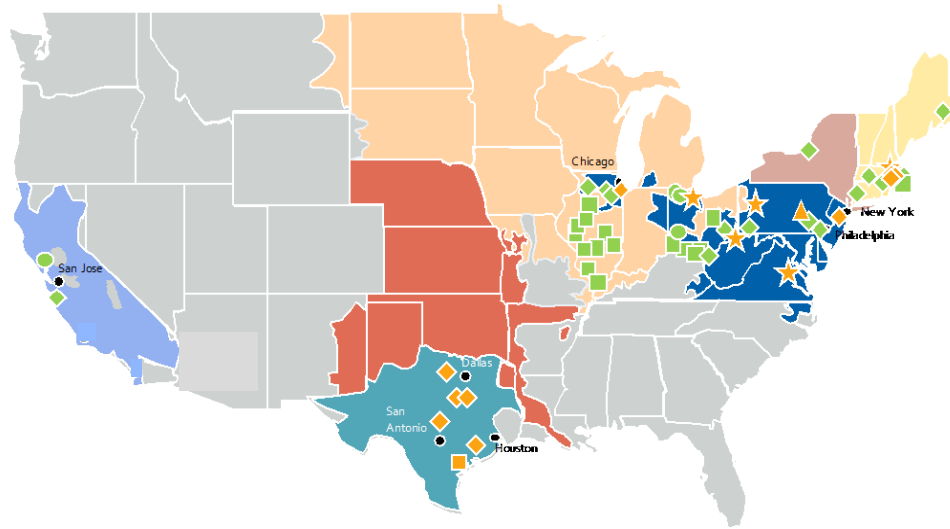 Chicago
New York
Philadelphia
San Jose
Dallas
San
Antonio
Houston